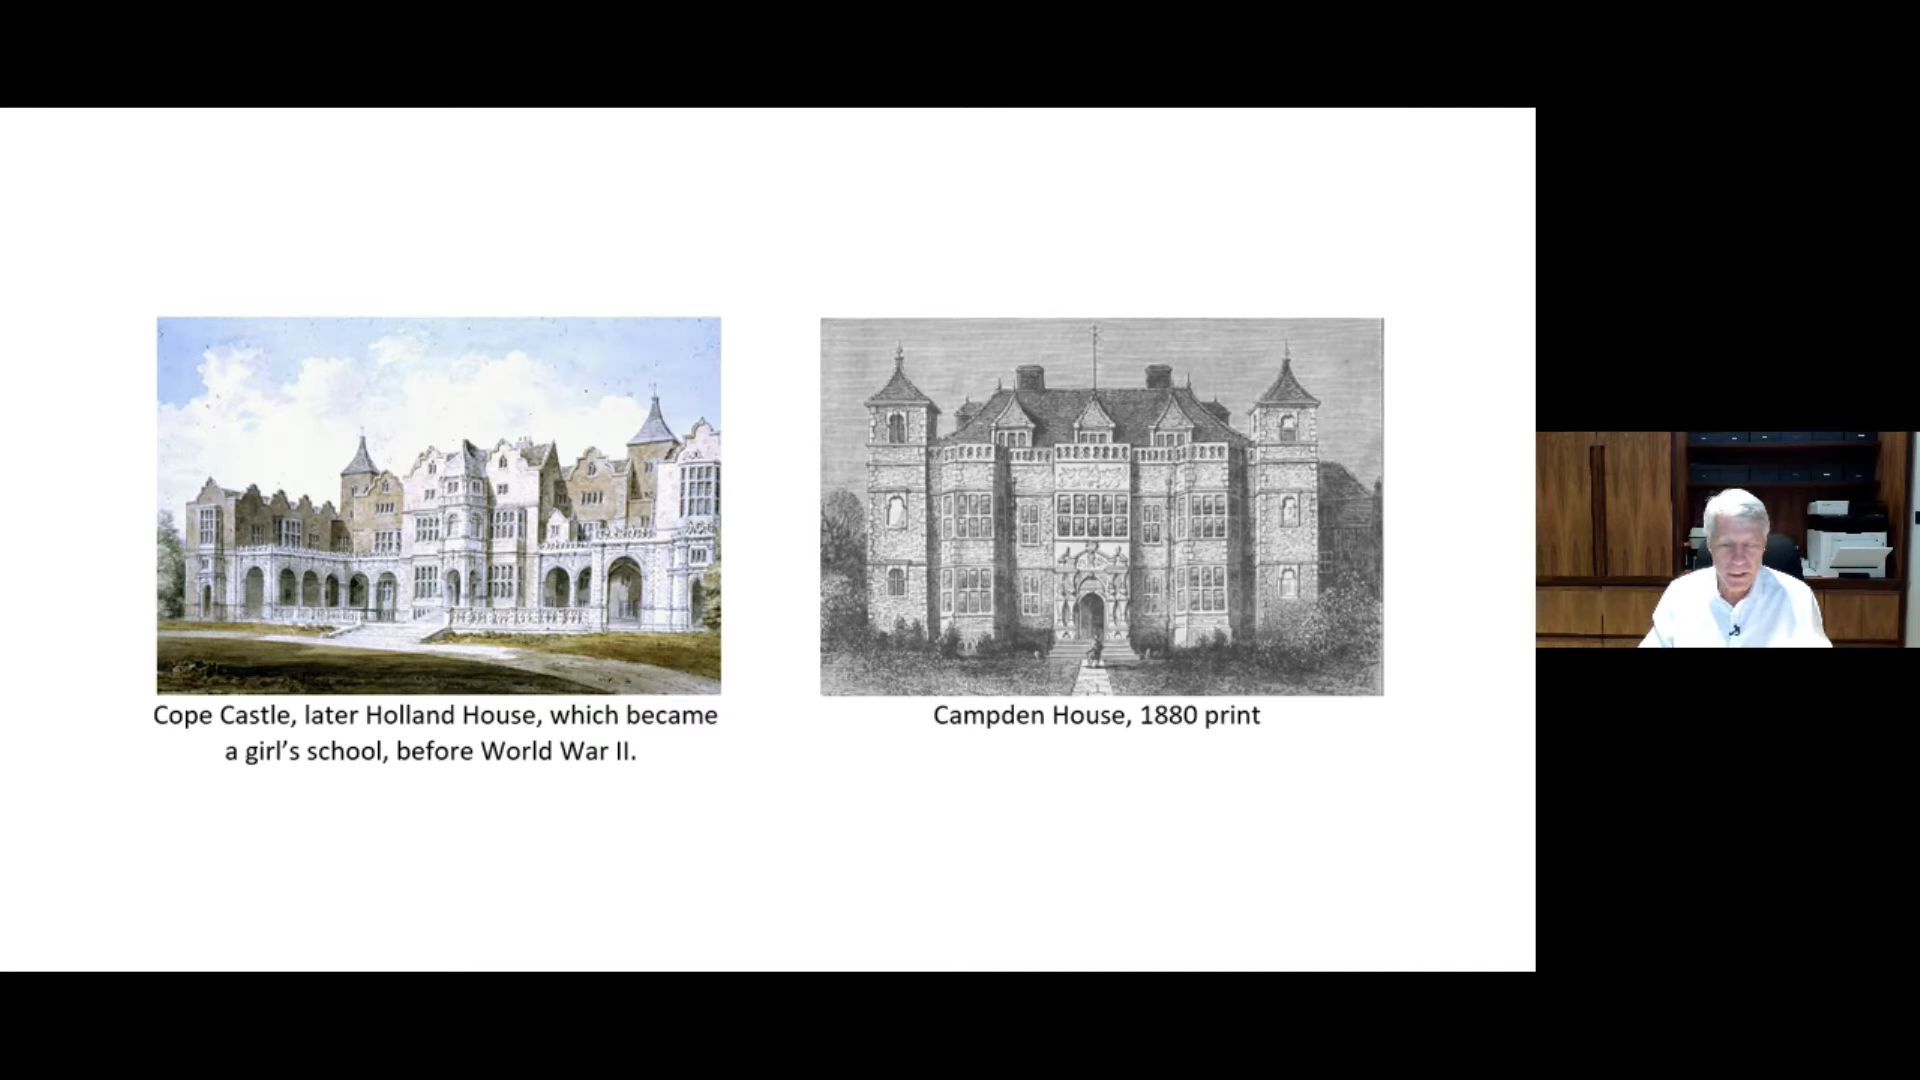 Cope Castle, later Holland House, which became
a girl’s school, before World War II.
Campden House, 1880 print